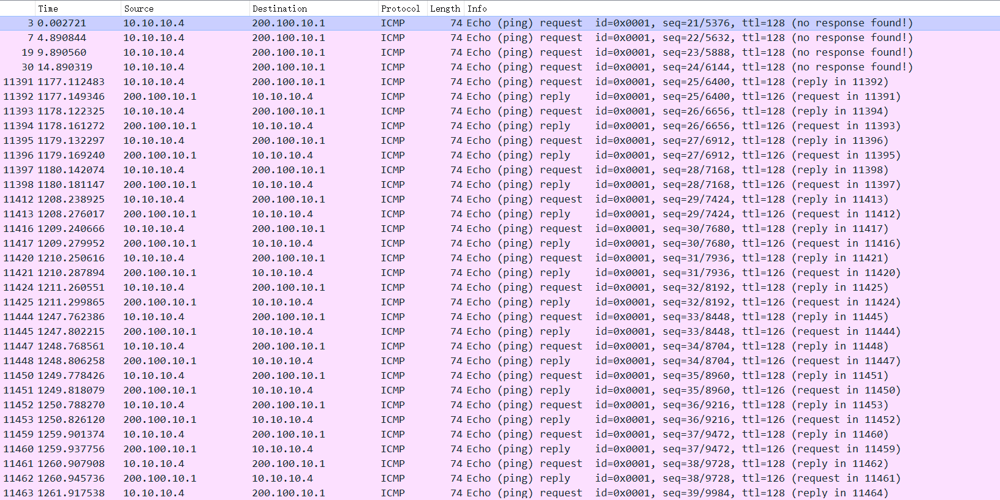 Time Source Destination Protocol Length Info
3 0.002721 10.10.10.4 200.100.10.1 ICMP 74 Echo (ping) request id=0x0001, seq=21/5376, ttl=128 (no response found!)
7 4.890844 10.10.10.4 200.100.10.1 ICMP 74 Echo (ping) request id=0x0001, seq=22/5632, ttl=128 (no response found!)
19 9.890560 10.10.10.4 200.100.10.1 ICMP 74 Echo (ping) request id=0x0001, seq=23/5888, ttl=128 (no response found!)
30 14.890319 10.10.10.4 200.100.10.1 ICMP 74 Echo (ping) request id=0x0001, seq=24/6144, ttl=128 (no response found!)
11391 1177.112483 10.10.10.4 200.100.10.1 ICMP 74 Echo (ping) request id=0x0001, seq=25/6400, ttl=128 (reply in 11392)
11392 1177.149346 200.100.10.1 10.10.10.4 ICMP 74 Echo (ping) reply id=0x0001, seq=25/6400, ttl=126 (request in 11391)
11393 1178.122325 10.10.10.4 200.100.10.1 ICMP 74 Echo (ping) request id=0x0001, seq=26/6656, ttl=128 (reply in 11394)
11394 1178.161272 200.100.10.1 10.10.10.4 ICMP 74 Echo (ping) reply id=0x0001, seq=26/6656, ttl=126 (request in 11393)
11395 1179.132297 10.10.10.4 200.100.10.1 ICMP 74 Echo (ping) request id=0x0001, seq=27/6912, ttl=128 (reply in 11396)
11396 1179.169240 200.100.10.1 10.10.10.4 ICMP 74 Echo (ping) reply id=0x0001, seq=27/6912, ttl=126 (request in 11395)
11397 1180.142074 10.10.10.4 200.100.10.1 ICMP 74 Echo (ping) request id=0x0001, seq=28/7168, ttl=128 (reply in 11398)
11398 1180.181147 200.100.10.1 10.10.10.4 ICMP 74 Echo (ping) reply id=0x0001, seq=28/7168, ttl=126 (request in 11397)
11412 1208.238925 10.10.10.4 200.100.10.1 ICMP 74 Echo (ping) request id=0x0001, seq=29/7424, ttl=128 (reply in 11413)
11413 1208.276017 200.100.10.1 10.10.10.4 ICMP 74 Echo (ping) reply id=0x0001, seq=29/7424, ttl=126 (request in 11412)
11416 1209.240666 10.10.10.4 200.100.10.1 ICMP 74 Echo (ping) request id=0x0001, seq=30/7680, ttl=128 (reply in 11417)
11417 1209.279952 200.100.10.1 10.10.10.4 ICMP 74 Echo (ping) reply id=0x0001, seq=30/7680, ttl=126 (request in 11416)
11420 1210.250616 10.10.10.4 200.100.10.1 ICMP 74 Echo (ping) request id=0x0001, seq=31/7936, ttl=128 (reply in 11421)
11421 1210.287894 200.100.10.1 10.10.10.4 ICMP 74 Echo (ping) reply id=0x0001, seq=31/7936, ttl=126 (request in 11420)
11424 1211.260551 10.10.10.4 200.100.10.1 ICMP 74 Echo (ping) request id=0x0001, seq=32/8192, ttl=128 (reply in 11425)
11425 1211.299865 200.100.10.1 10.10.10.4 ICMP 74 Echo (ping) reply id=0x0001, seq=32/8192, ttl=126 (request in 11424)
11444 1247.762386 10.10.10.4 200.100.10.1 ICMP 74 Echo (ping) request id=0x0001, seq=33/8448, ttl=128 (reply in 11445)
11445 1247.802215 200.100.10.1 10.10.10.4 ICMP 74 Echo (ping) reply id=0x0001, seq=33/8448, ttl=126 (request in 11444)
11447 1248.768561 10.10.10.4 200.100.10.1 ICMP 74 Echo (ping) request id=0x0001, seq=34/8704, ttl=128 (reply in 11448)
11448 1248.806258 200.100.10.1 10.10.10.4 ICMP 74 Echo (ping) reply id=0x0001, seq=34/8704, ttl=126 (request in 11447)
11450 1249.778426 10.10.10.4 200.100.10.1 ICMP 74 Echo (ping) request id=0x0001, seq=35/8960, ttl=128 (reply in 11451)
11451 1249.818079 200.100.10.1 10.10.10.4 ICMP 74 Echo (ping) reply id=0x0001, seq=35/8960, ttl=126 (request in 11450)
11452 1250.788270 10.10.10.4 200.100.10.1 ICMP 74 Echo (ping) request id=0x0001, seq=36/9216, ttl=128 (reply in 11453)
11453 1250.826120 200.100.10.1 10.10.10.4 ICMP 74 Echo (ping) reply id=0x0001, seq=36/9216, ttl=126 (request in 11452)
11459 1259.901374 10.10.10.4 200.100.10.1 ICMP 74 Echo (ping) request id=0x0001, seq=37/9472, ttl=128 (reply in 11460)
11460 1259.937756 200.100.10.1 10.10.10.4 ICMP 74 Echo (ping) reply id=0x0001, seq=37/9472, ttl=126 (request in 11459)
11461 1260.907908 10.10.10.4 200.100.10.1 ICMP 74 Echo (ping) request id=0x0001, seq=38/9728, ttl=128 (reply in 11462)
11462 1260.945736 200.100.10.1 10.10.10.4 ICMP 74 Echo (ping) reply id=0x0001, seq=38/9728, ttl=126 (request in 11461)
11463 1261.917538 10.10.10.4 200.100.10.1 ICMP 74 Echo (ping) request id=0x0001, seq=39/9984, ttl=128 (reply in 11464)